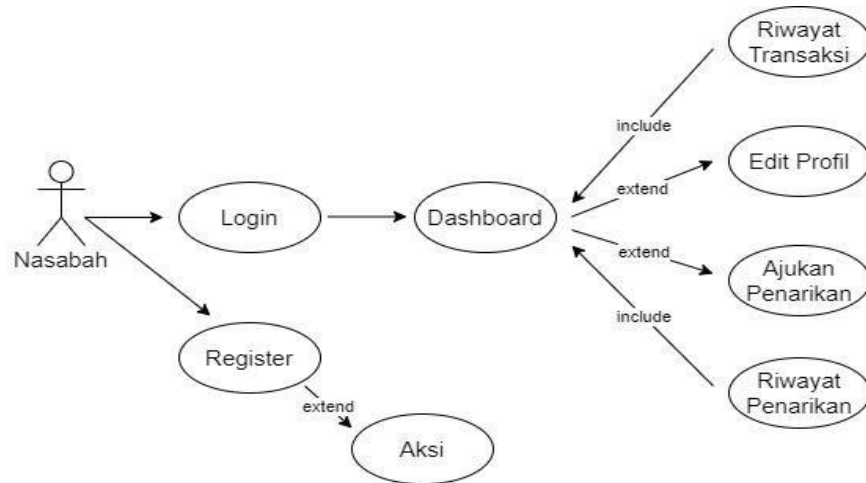 Riwayat
Transaksi
include
Edit Profil
extend
Login
Dashboard
Nasabah
extend
Ajukan
Penarikan
include
Register
Riwayat
Penarikan
extend
Aksi